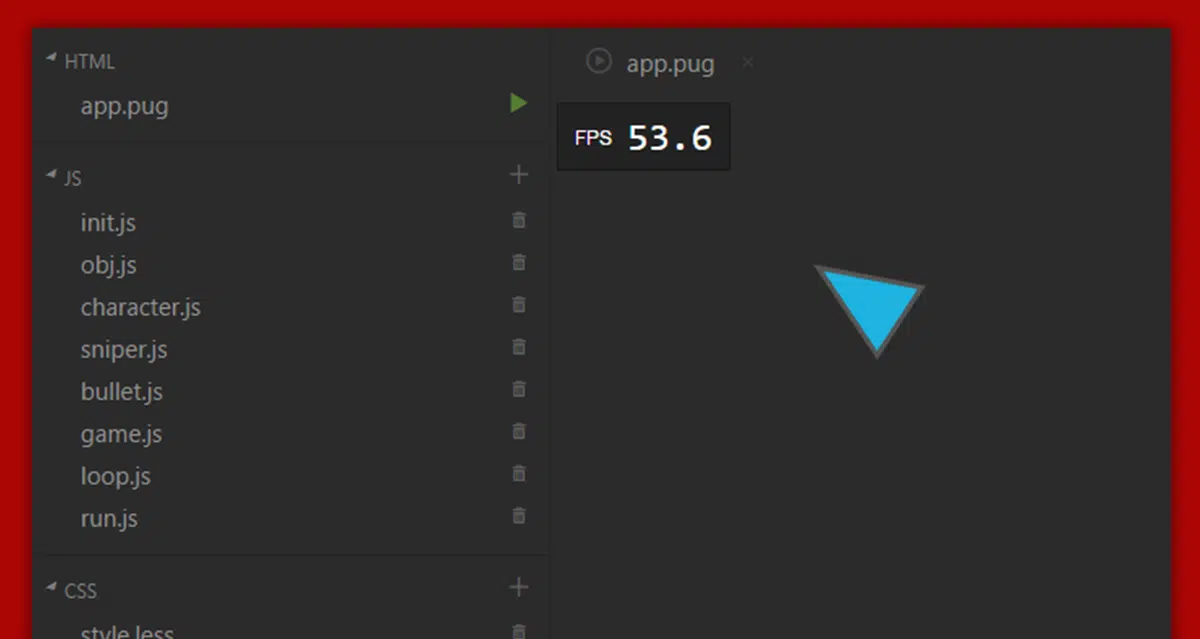 HTML
app.pug
JS
init.js
obj.js
character.js
sniper.js
bullet.js
game.js
loop.js
run.js
CSS
style.less
app.pug
FPS 53.6